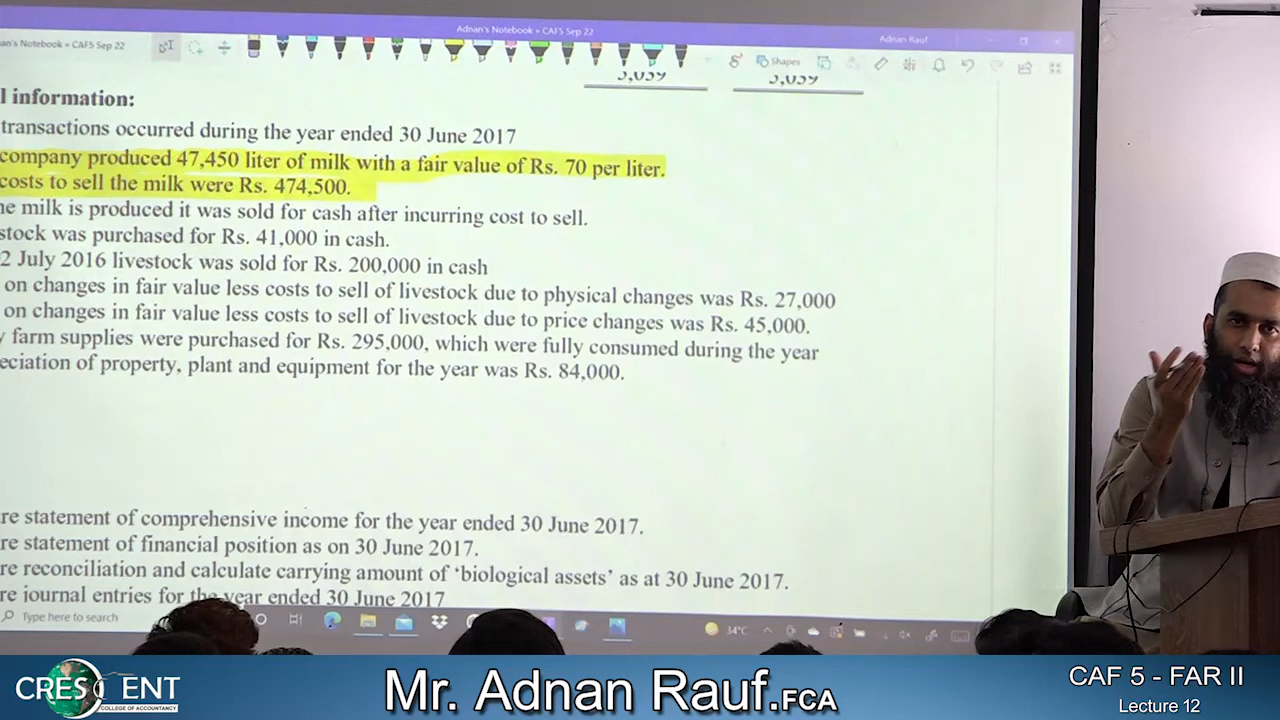 Adnan's Notebook » CAF5 Sep 22
Adnan Rauf
an's Notebook » CAF5 Sep 22
Shapes
l information:
transactions occurred during the year ended 30 June 2017
company produced 47,450 liter of milk with a fair value of Rs. 70 per liter.
costs to sell the milk were Rs. 474,500.
he milk is produced it was sold for cash after incurring cost to sell.
stock was purchased for Rs. 41,000 in cash.
2 July 2016 livestock was sold for Rs. 200,000 in cash
on changes in fair value less costs to sell of livestock due to physical changes was Rs. 27,000
on changes in fair value less costs to sell of livestock due to price changes was Rs. 45,000.
y farm supplies were purchased for Rs. 295,000, which were fully consumed during the year
eciation of property, plant and equipment for the year was Rs. 84,000.
re statement of comprehensive income for the year ended 30 June 2017.
re statement of financial position as on 30 June 2017.
re reconciliation and calculate carrying amount of ‘biological assets’ as at 30 June 2017.
re journal entries for the year ended 30 June 2017
Type here to search
34°C
CRESCENT
COLLEGE OF ACCOUNTANCY
Mr. Adnan Rauf.FCA
CAF 5 - FAR II
Lecture 12